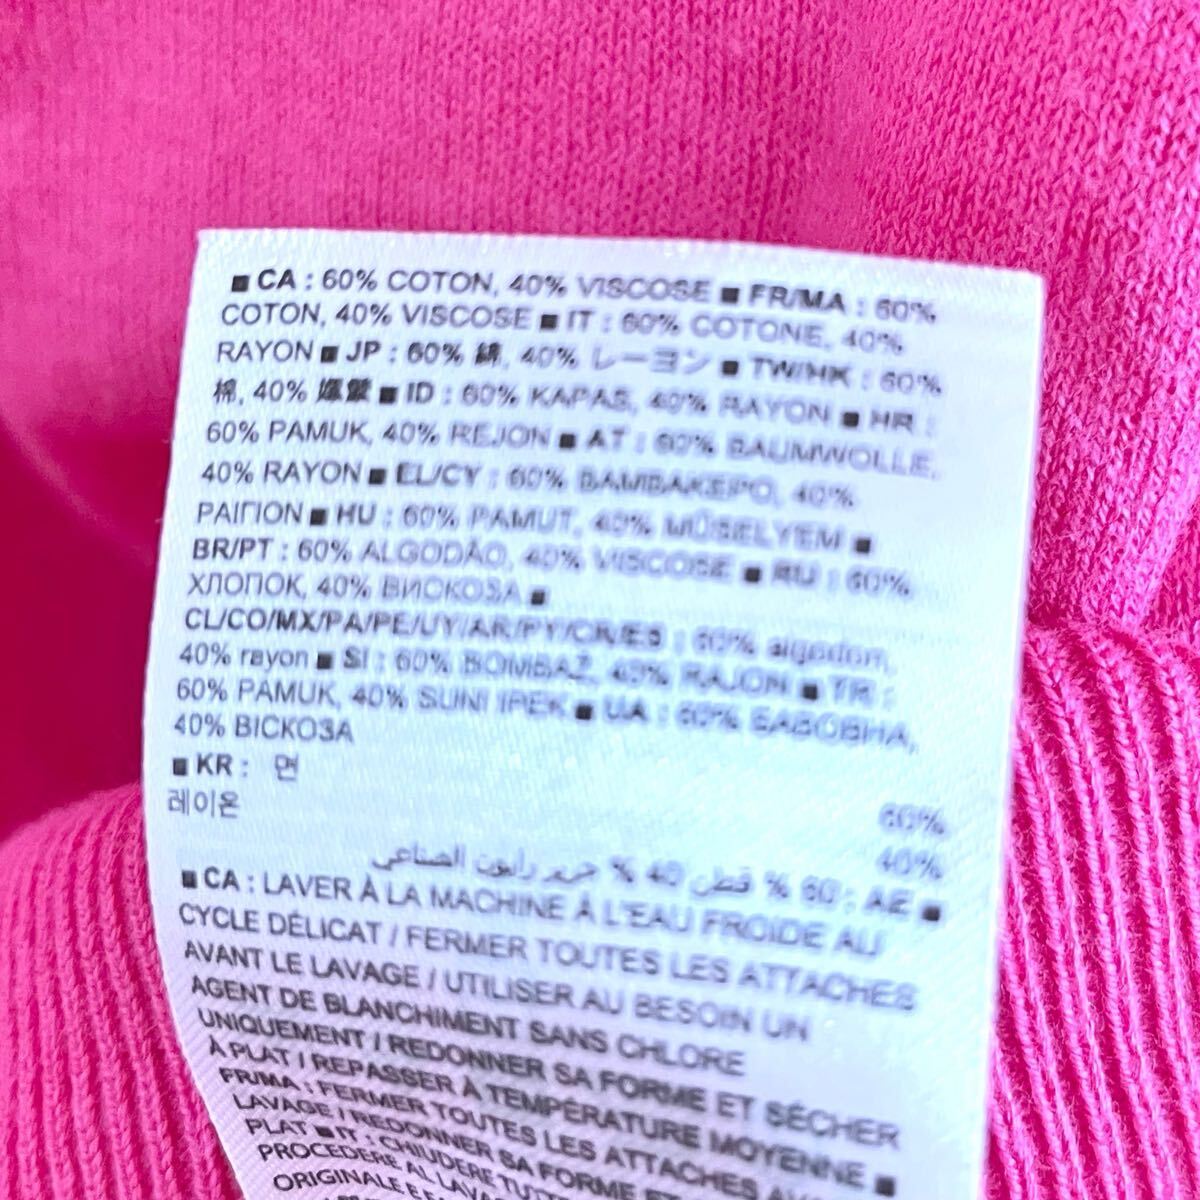 ■ CA : 60% COTON, 40% VISCOSE ■ FR/MA : 60%
COTON, 40% VISCOSE ■ IT : 60% COTONE, 40%
RAYON ■ JP : 60% 綿, 40% レーヨン ■ TW/HK : 60%
棉, 40% 嫘縈 ■ ID : 60% KAPAS, 40% RAYON ■ HR :
60% PAMUK, 40% REJON ■ AT : 60% BAUMWOLLE,
40% RAYON ■ EL/CY : 60% ΒΑΜΒΑΚΕΡΟ, 40%
ΡΑΙΓΙΟΝ ■ HU : 60% PAMUT, 40% MŰSELYEM ■
BR/PT : 60% ALGODÃO, 40% VISCOSE ■ RU : 60%
ХЛОПОК, 40% ВИСКОЗА ■
CL/CO/MX/PA/PE/UY/AR/PY/CR/ES : 60% algodon,
40% rayon ■ SI : 60% BOMBAŽ, 40% RAJON ■ TR :
60% PAMUK, 40% SUNI IPEK ■ UA : 60% БАВОВНА,
40% ВІСКОЗА
■ KR : 면 60%
레이온 40%
■ AE : 60 % قطن 40 % حرير رايون الصناعي
■ CA : LAVER À LA MACHINE À L'EAU FROIDE AU
CYCLE DÉLICAT / FERMER TOUTES LES ATTACHES
AVANT LE LAVAGE / UTILISER AU BESOIN UN
AGENT DE BLANCHIMENT SANS CHLORE
UNIQUEMENT / REDONNER SA FORME ET SÉCHER
À PLAT / REPASSER À TEMPÉRATURE MOYENNE ■
FR/MA : FERMER TOUTES LES ATTACHES
LAVAGE / REDONNER SA FORME ET
PLAT ■ IT : CHIUDERE
PROCEDERE AL
ORIGINALE E